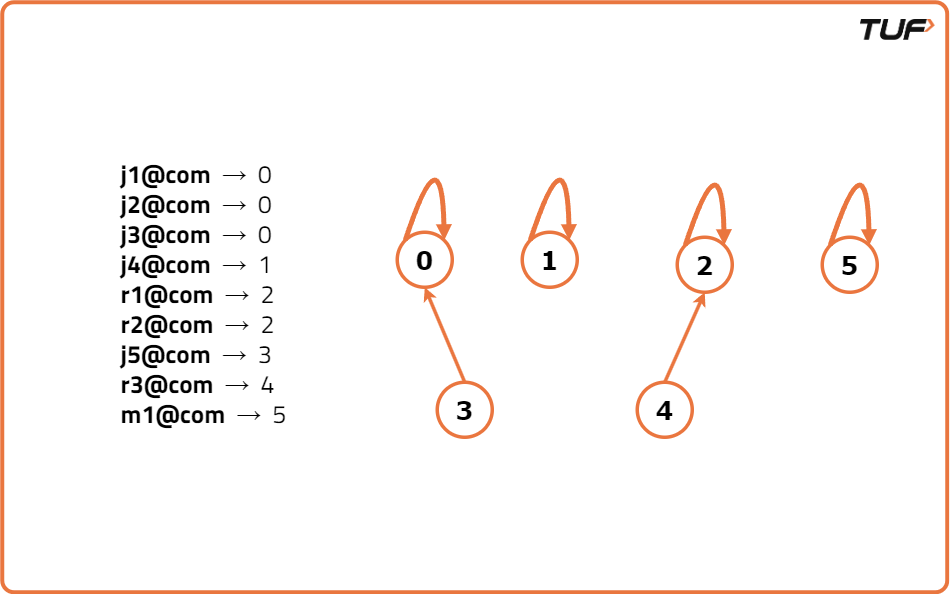 TUF
j1@com → 0
j2@com → 0
j3@com → 0
j4@com → 1
r1@com → 2
r2@com → 2
j5@com → 3
r3@com → 4
m1@com → 5
0 1 2 5
3 4